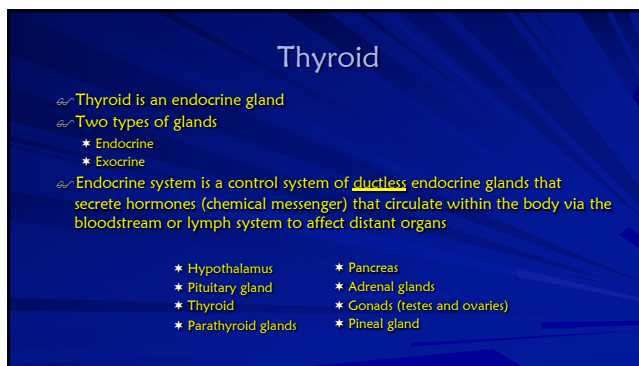 Thyroid
Thyroid is an endocrine gland
Two types of glands
Endocrine
Exocrine
Endocrine system is a control system of ductless endocrine glands that
secrete hormones (chemical messenger) that circulate within the body via the
bloodstream or lymph system to affect distant organs
Hypothalamus
Pituitary gland
Thyroid
Parathyroid glands
Pancreas
Adrenal glands
Gonads (testes and ovaries)
Pineal gland